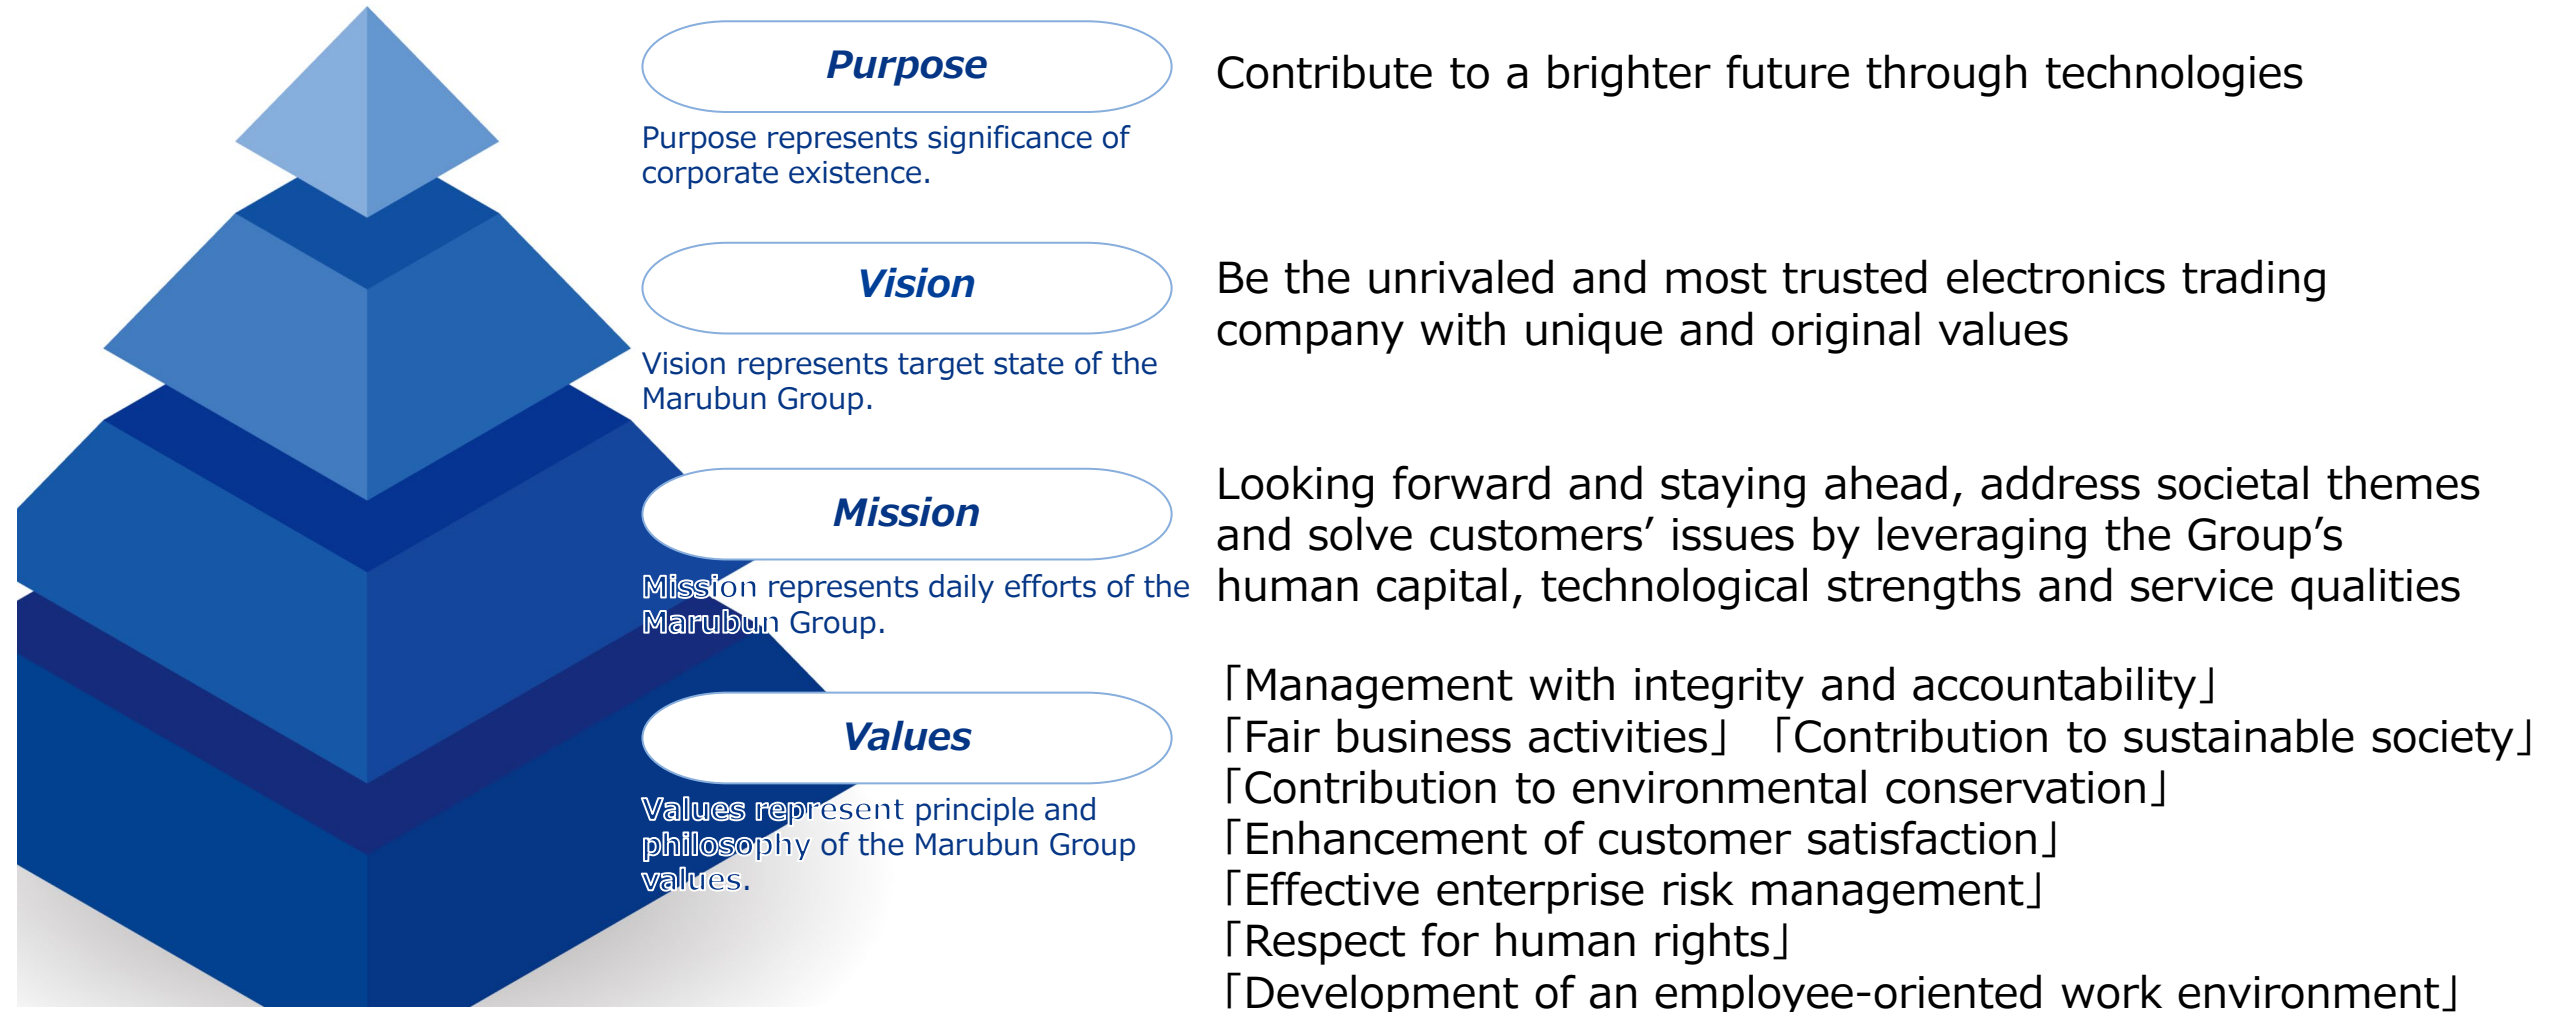 Purpose
Contribute to a brighter future through technologies
Purpose represents significance of
corporate existence.
Vision
Be the unrivaled and most trusted electronics trading
company with unique and original values
Vision represents target state of the
Marubun Group.
Mission
Looking forward and staying ahead, address societal themes
and solve customers’ issues by leveraging the Group’s
human capital, technological strengths and service qualities
Mission represents daily efforts of the
Marubun Group.
Values
Values represent principle and
philosophy of the Marubun Group
values.
「Management with integrity and accountability」
「Fair business activities」 「Contribution to sustainable society」
「Contribution to environmental conservation」
「Enhancement of customer satisfaction」
「Effective enterprise risk management」
「Respect for human rights」
「Development of an employee-oriented work environment」